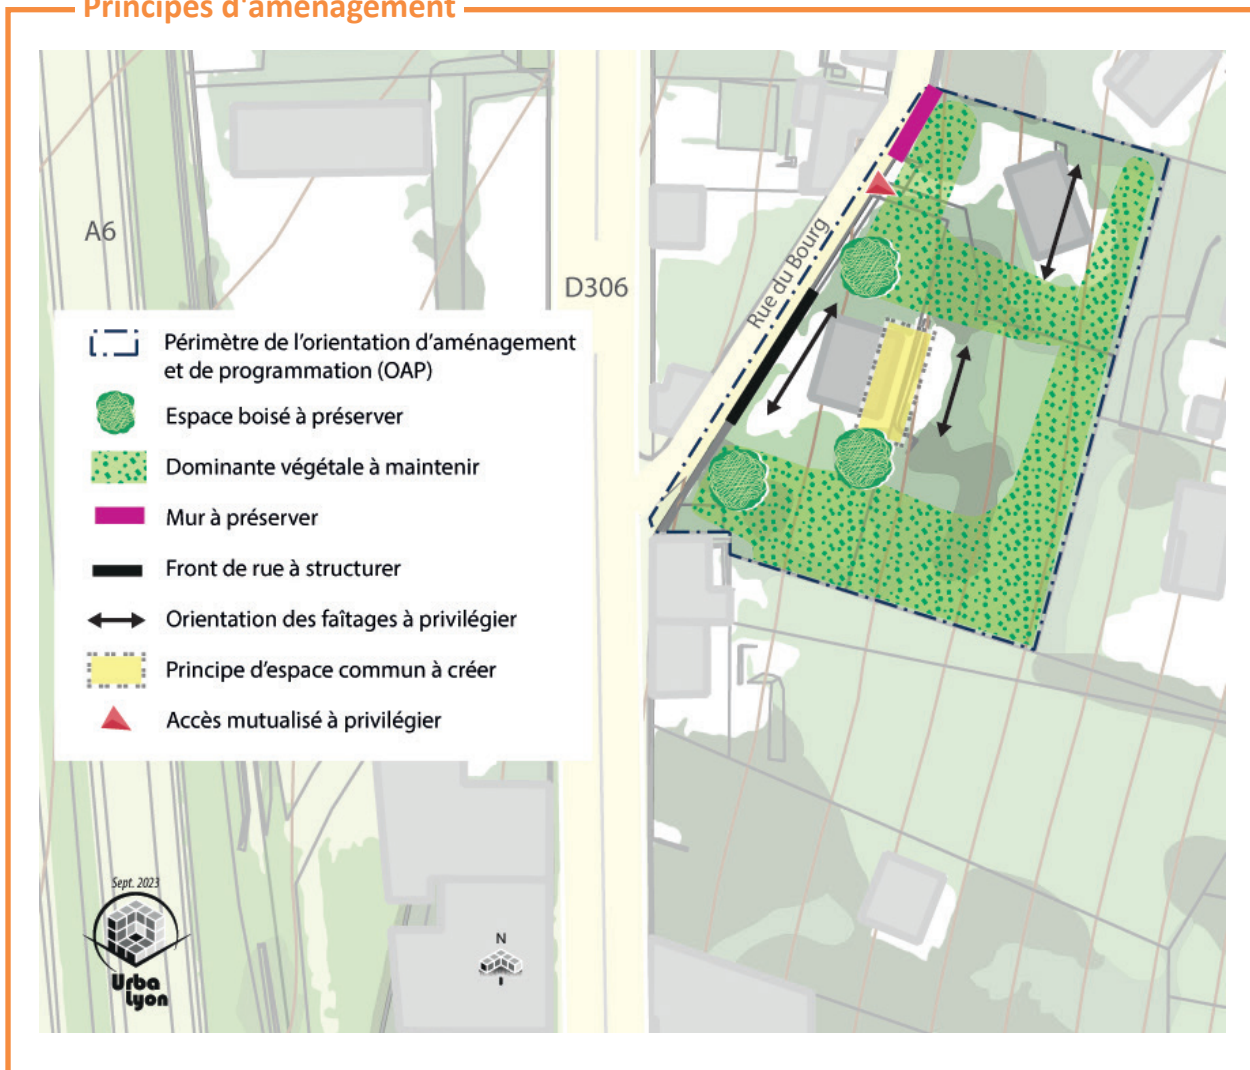 Principes d'aménagement
A6
D306
Rue du Bourg
Périmètre de l'orientation d'aménagement
et de programmation (OAP)
Espace boisé à préserver
Dominante végétale à maintenir
Mur à préserver
Front de rue à structurer
Orientation des faîtages à privilégier
Principe d'espace commun à créer
Accès mutualisé à privilégier
Sept. 2023
Urba
Lyon
N